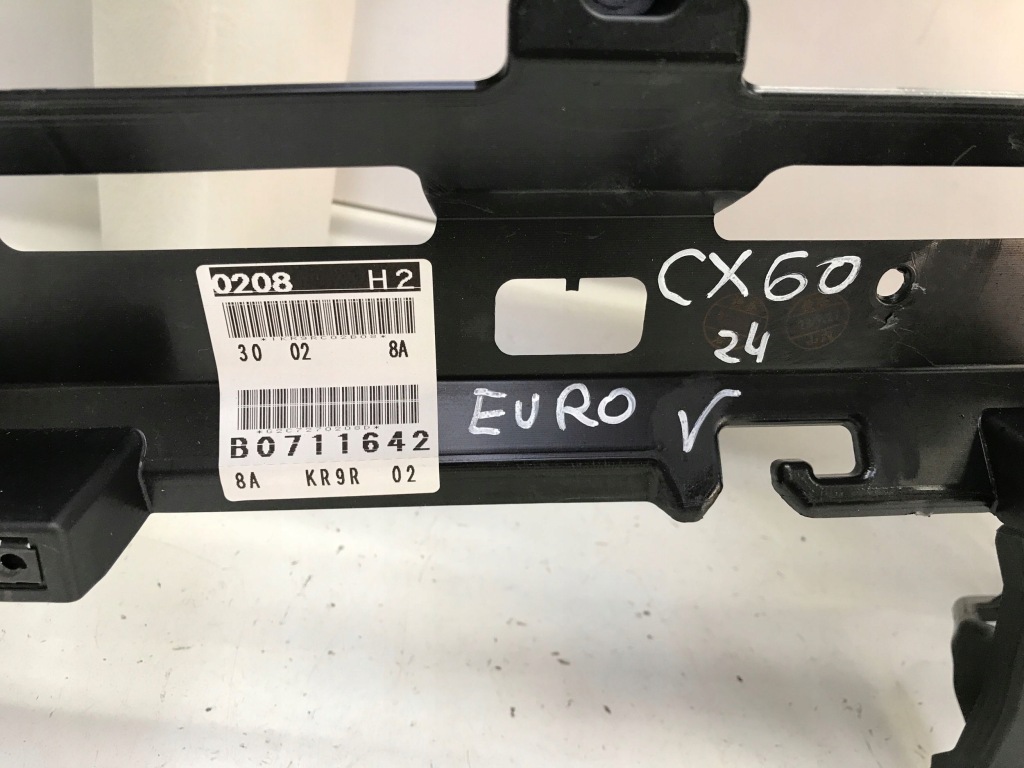 0208 H2
30 02 8A
B0711642
8A KR9R 02
CX60
24
EURO V